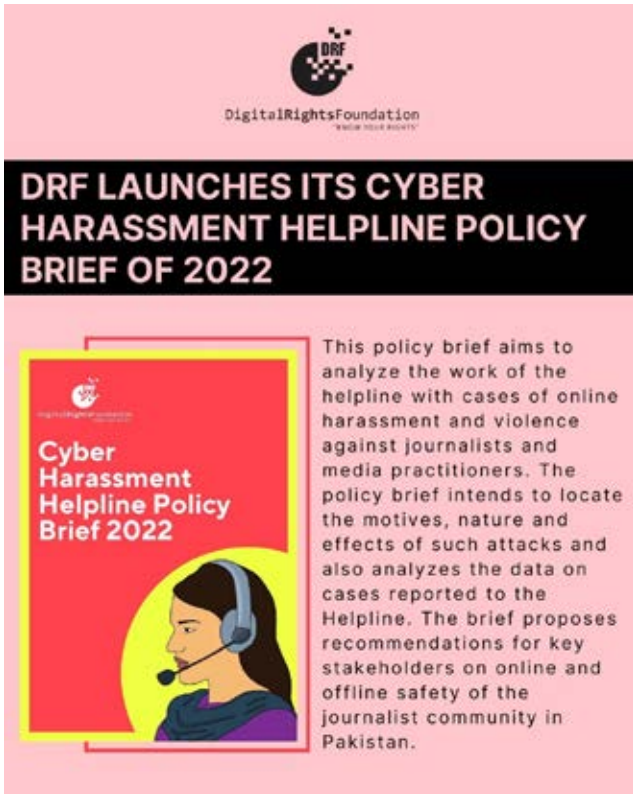 DRF
DigitalRightsFoundation
"KNOW YOUR RIGHTS"
DRF LAUNCHES ITS CYBER
HARASSMENT HELPLINE POLICY
BRIEF OF 2022
DigitalRightsFoundation
Cyber
Harassment
Helpline Policy
Brief 2022
This policy brief aims to
analyze the work of the
helpline with cases of online
harassment and violence
against journalists and
media practitioners. The
policy brief intends to locate
the motives, nature and
effects of such attacks and
also analyzes the data on
cases reported to the
Helpline. The brief proposes
recommendations for key
stakeholders on online and
offline safety of the
journalist community in
Pakistan.